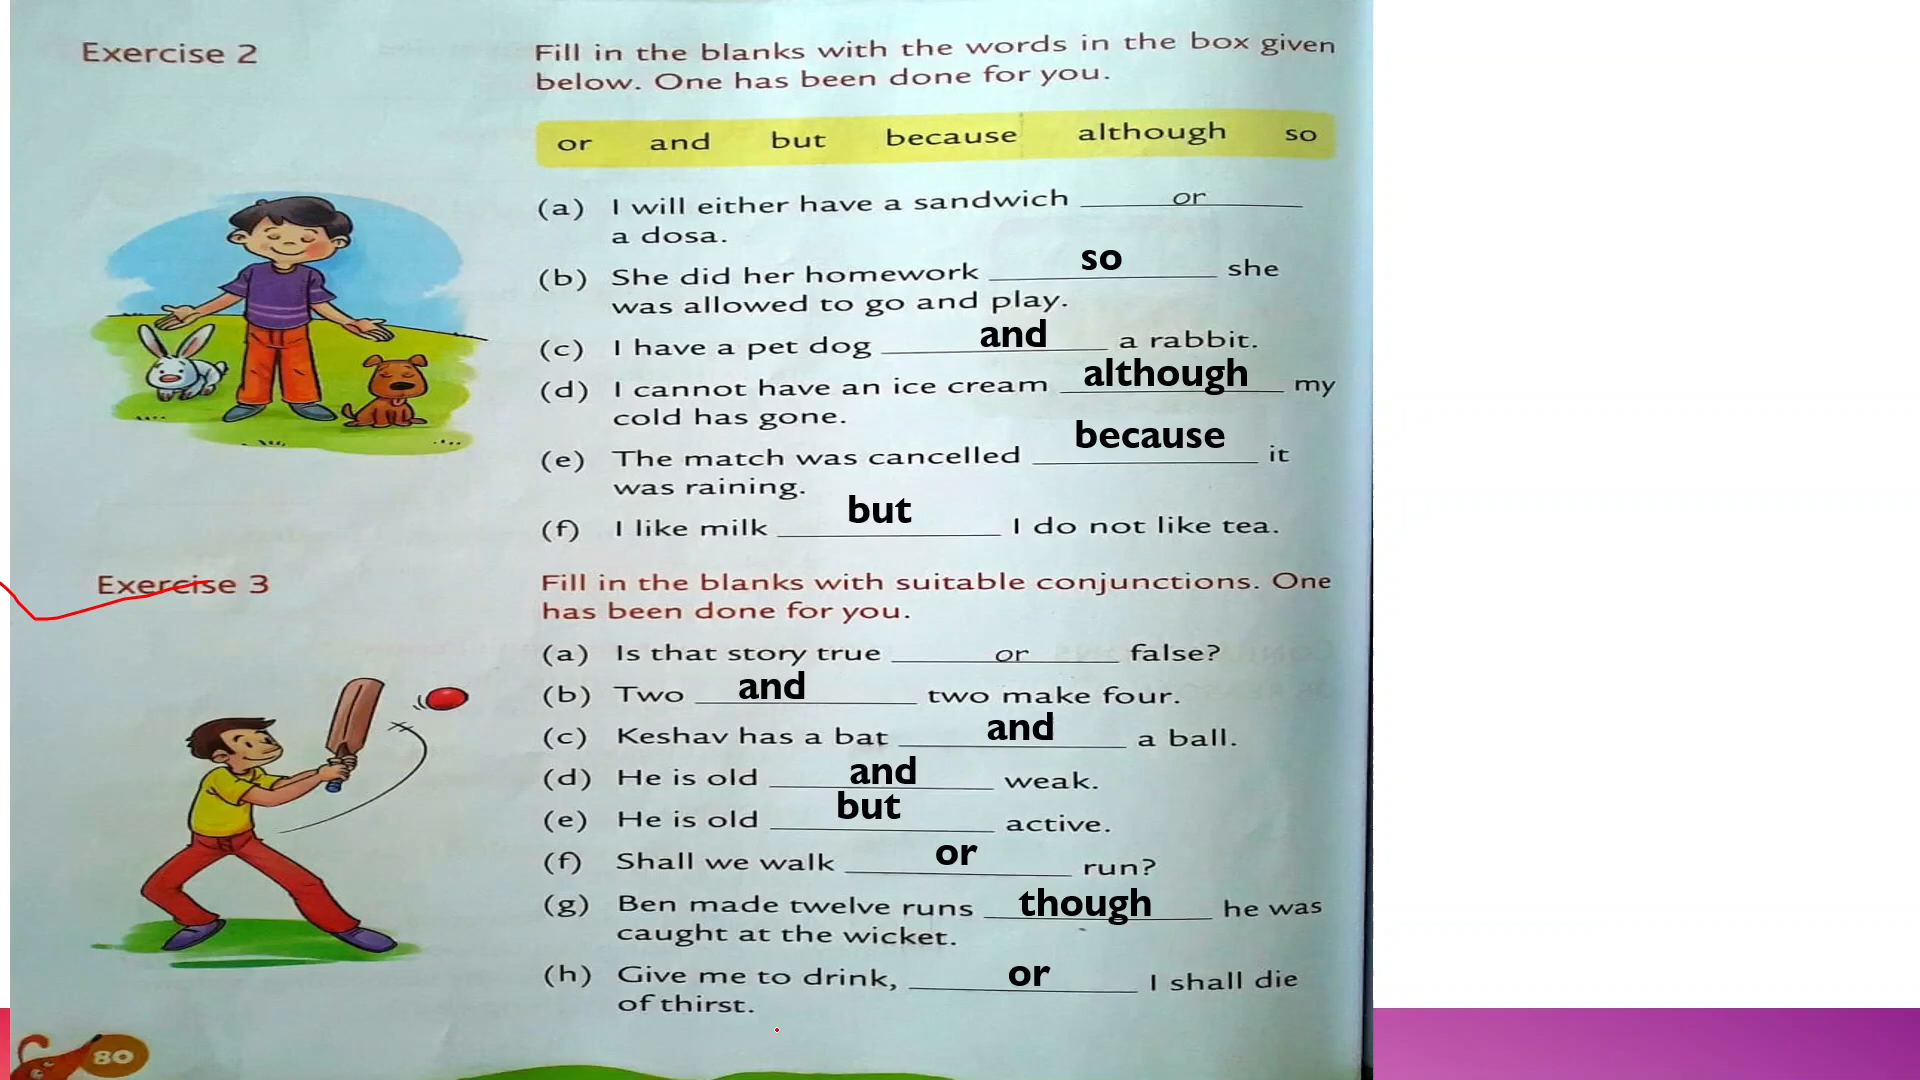 Exercise 2
Fill in the blanks with the words in the box given
below. One has been done for you.
or and but because although so
(a) I will either have a sandwich or
a dosa.
(b) She did her homework so she
was allowed to go and play.
(c) I have a pet dog and a rabbit.
(d) I cannot have an ice cream although my
cold has gone.
(e) The match was cancelled because it
was raining.
(f) I like milk but I do not like tea.
Exercise 3
Fill in the blanks with suitable conjunctions. One
has been done for you.
(a) Is that story true or false?
(b) Two and two make four.
(c) Keshav has a bat and a ball.
(d) He is old and weak.
(e) He is old but active.
(f) Shall we walk or run?
(g) Ben made twelve runs though he was
caught at the wicket.
(h) Give me to drink, or I shall die
of thirst.
80